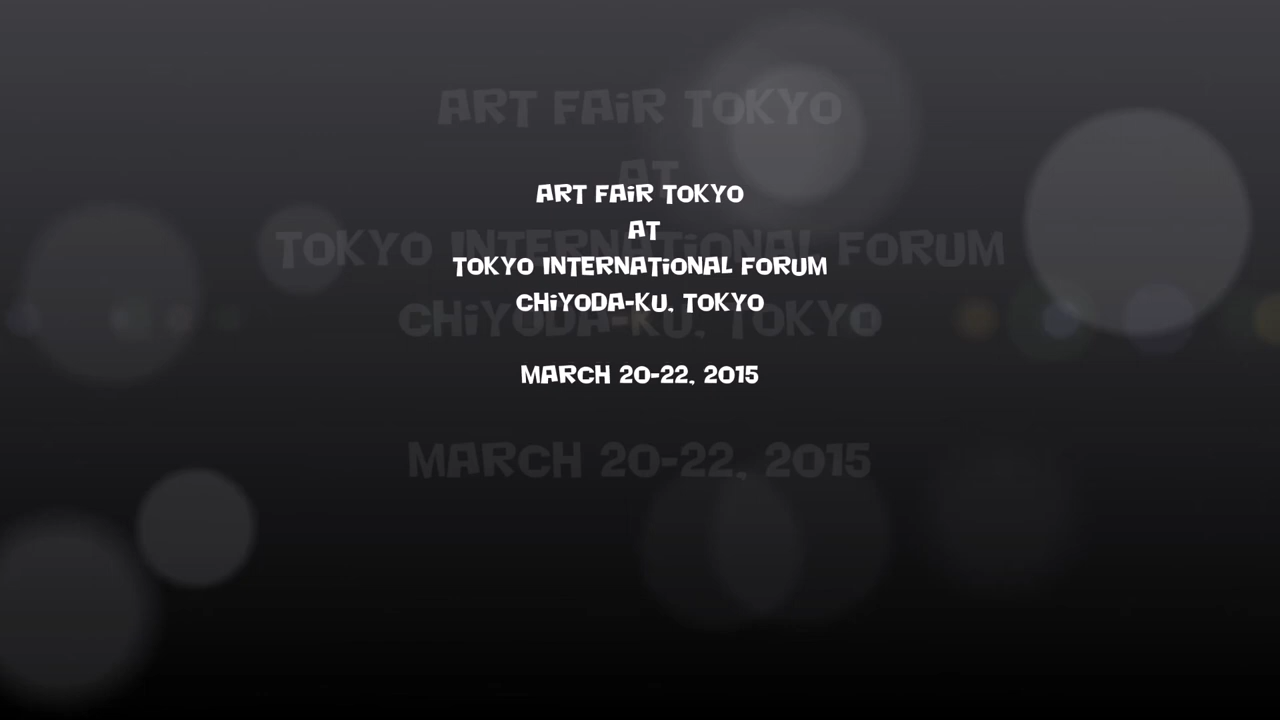 ART FAiR TOKYO
AT
TOKYO INTERNATiONAL FORUM
CHiYODA-KU, TOKYO
MARCH 20-22, 2015